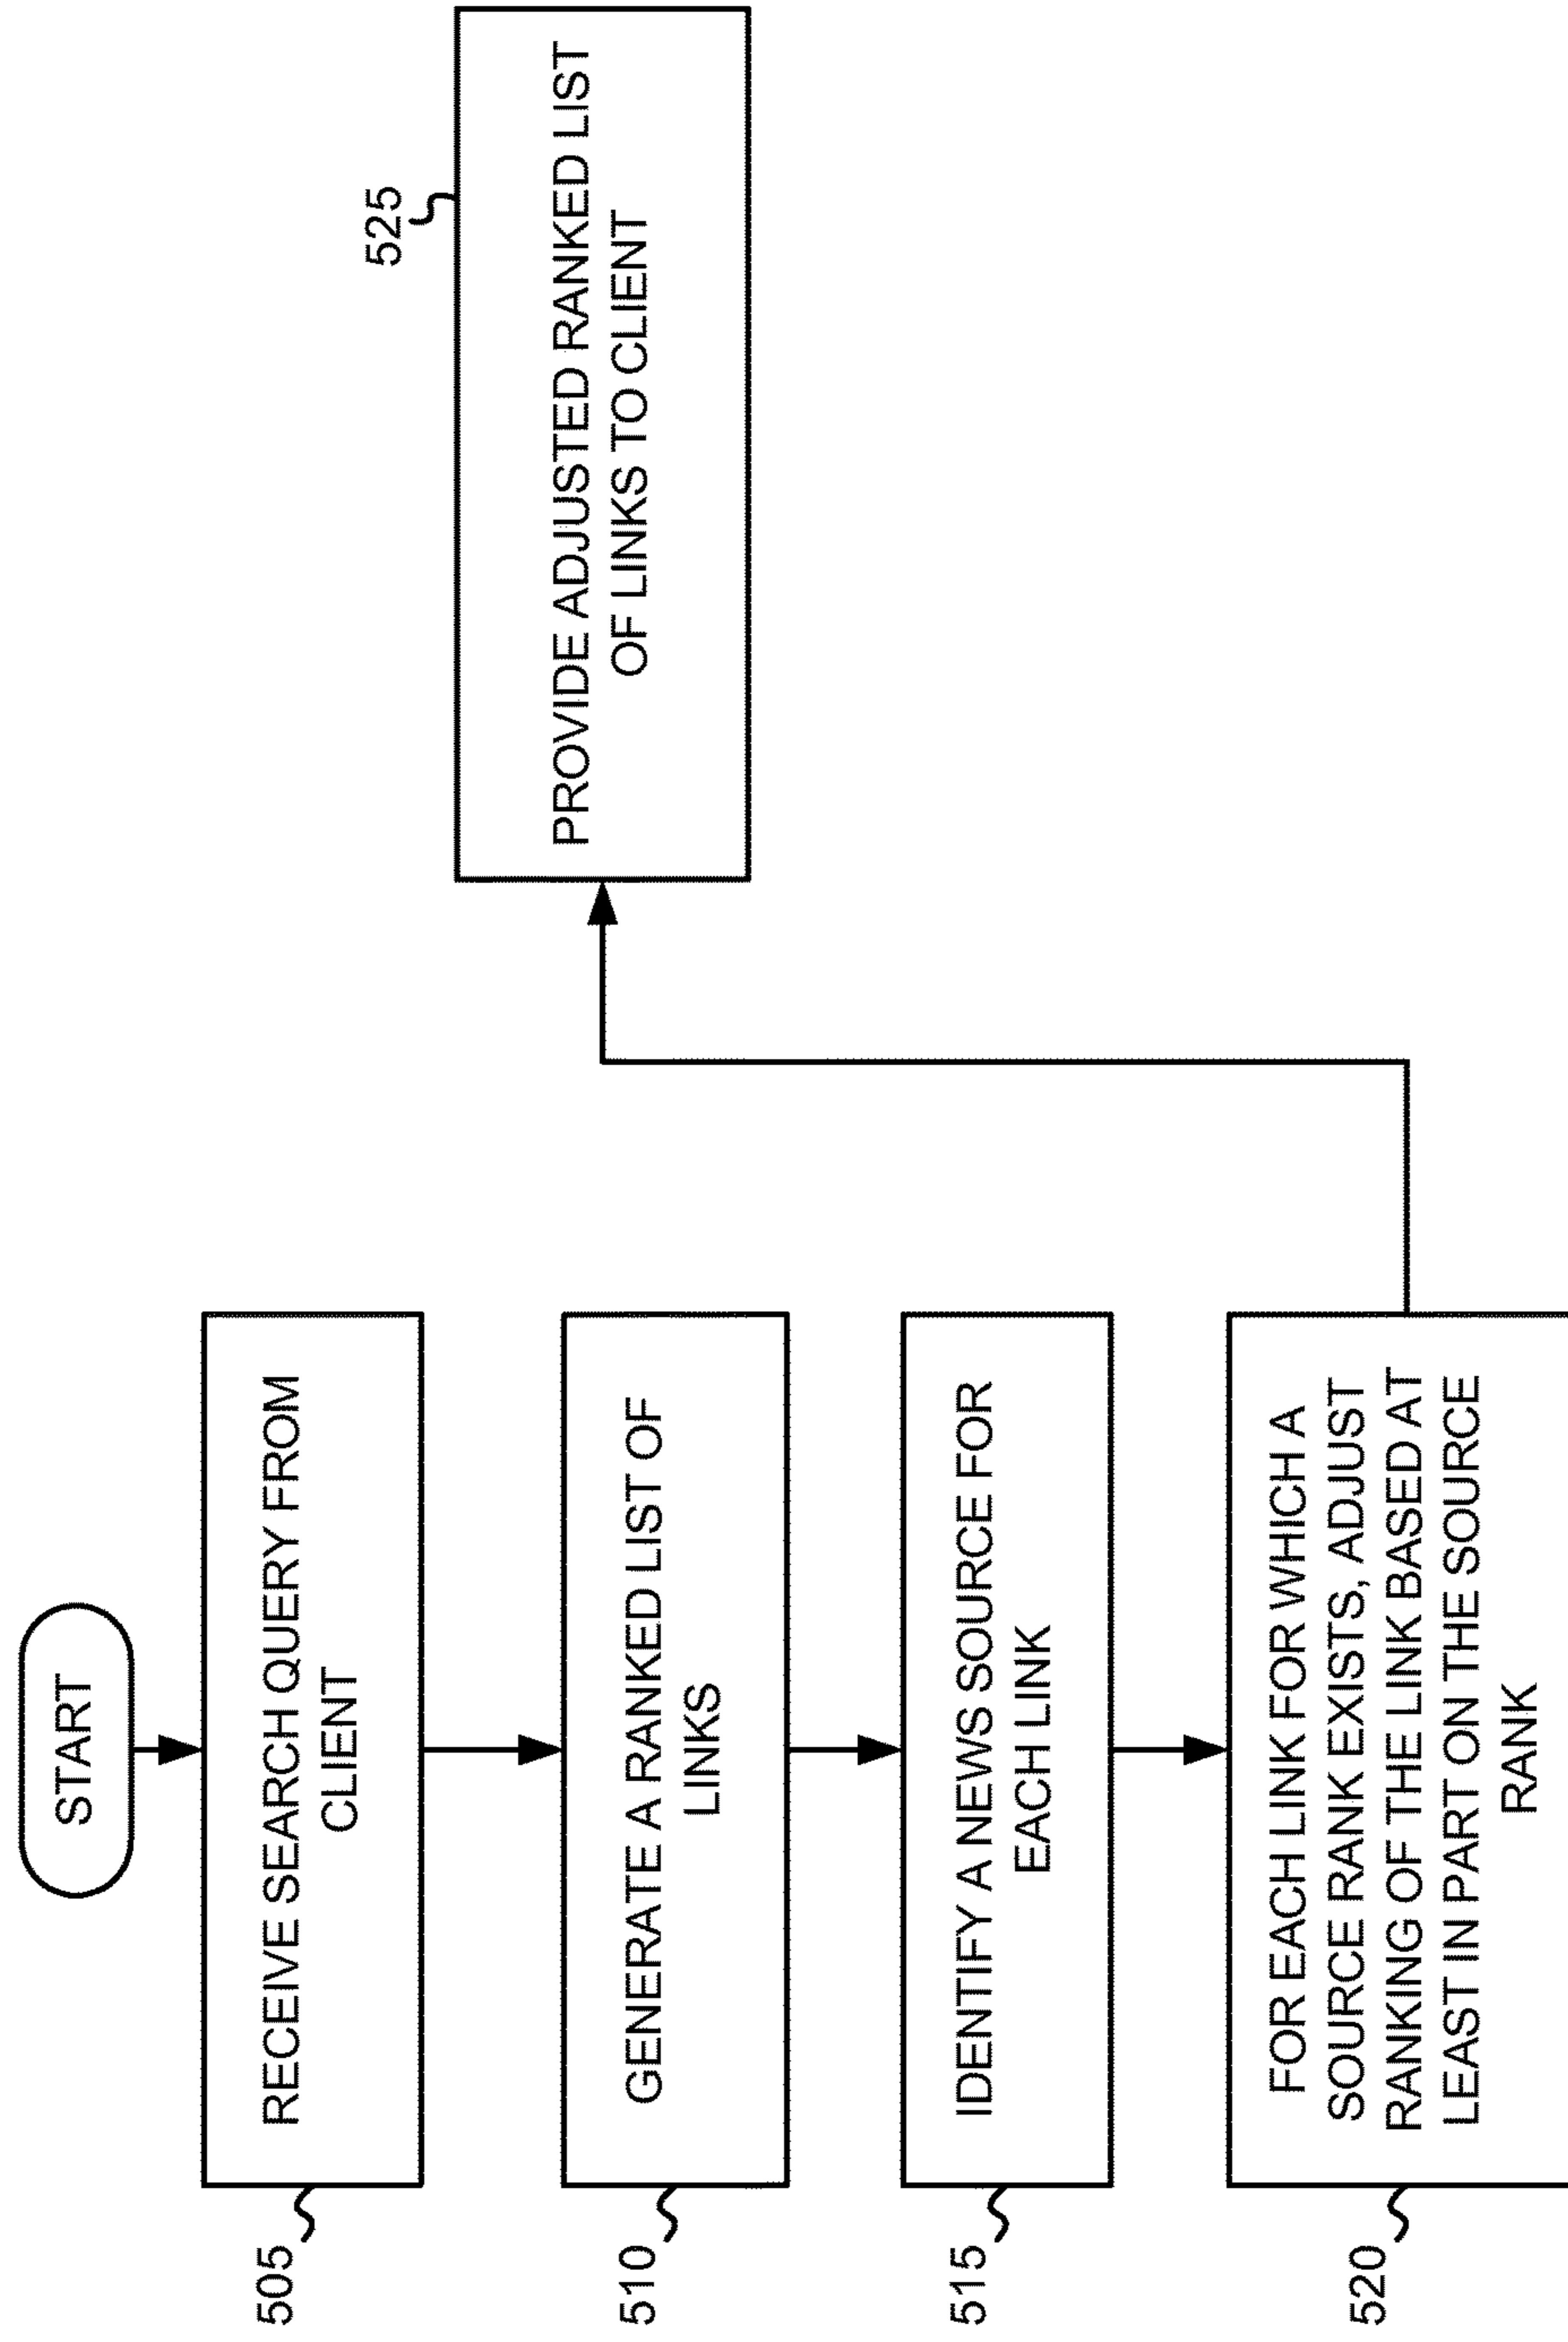 START
505
RECEIVE SEARCH QUERY FROM
CLIENT
510
GENERATE A RANKED LIST OF
LINKS
515
IDENTIFY A NEWS SOURCE FOR
EACH LINK
520
FOR EACH LINK FOR WHICH A
SOURCE RANK EXISTS, ADJUST
RANKING OF THE LINK BASED AT
LEAST IN PART ON THE SOURCE
RANK
525
PROVIDE ADJUSTED RANKED LIST
OF LINKS TO CLIENT